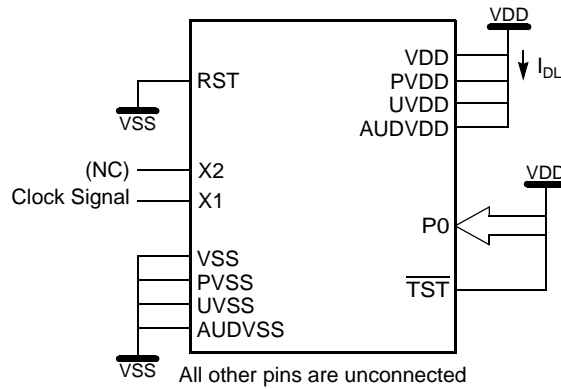 VDD
VDD
PVDD
UVDD
AUDVDD
I_DL
RST
VSS
(NC)
X2
Clock Signal
X1
VDD
P0
TST
VSS
PVSS
UVSS
AUDVSS
VSS
All other pins are unconnected